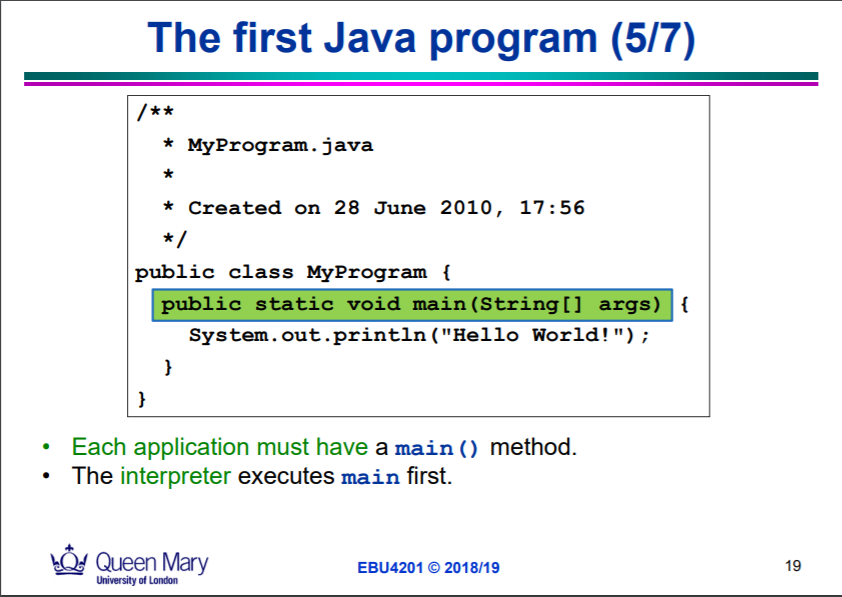 The first Java program (5/7)
/**
* MyProgram.java
*
* Created on 28 June 2010, 17:56
*/
public class MyProgram {
public static void main(String[] args) {
System.out.println("Hello World!");
}
}
• Each application must have a main() method.
• The interpreter executes main first.
Queen Mary
University of London
EBU4201 © 2018/19
19